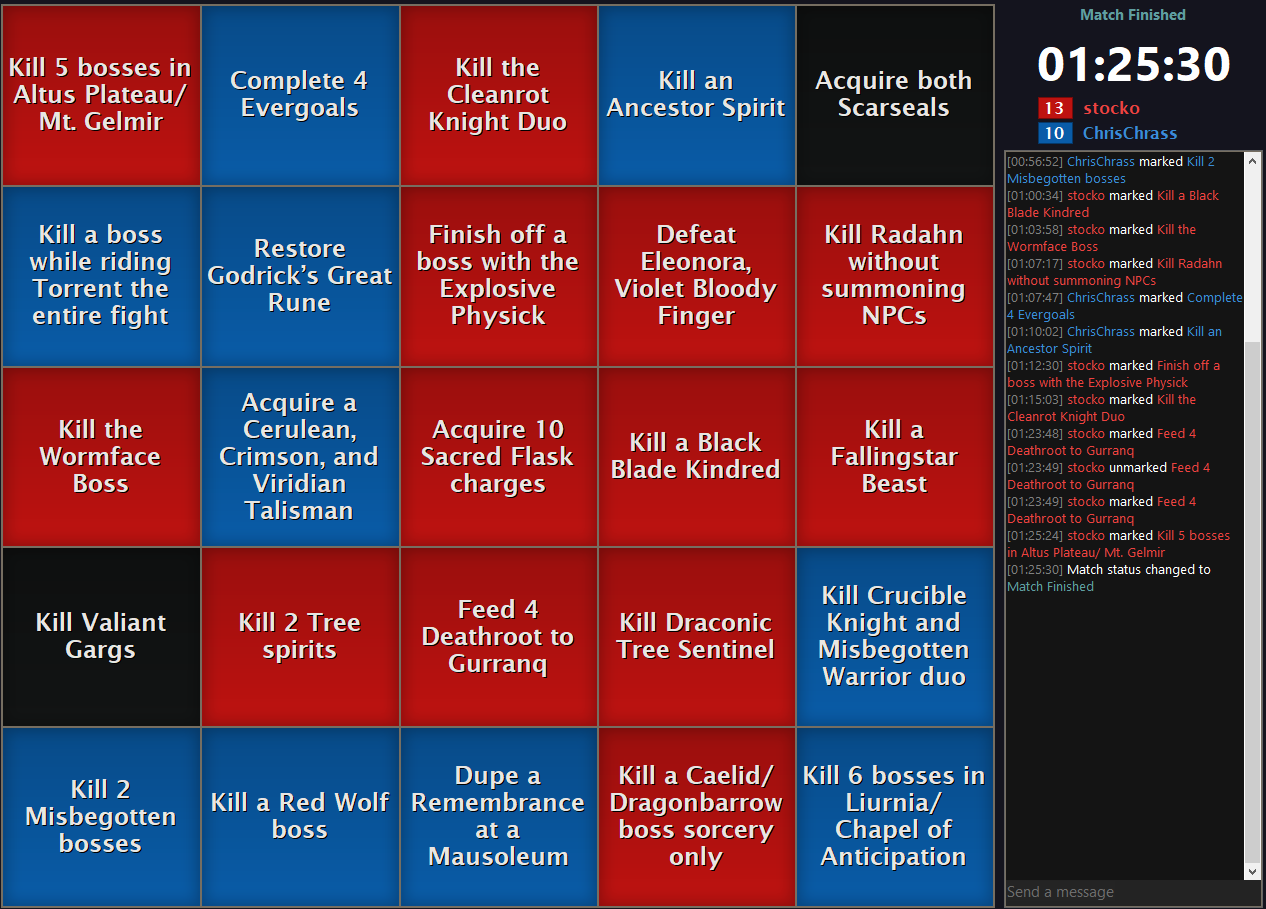 Kill 5 bosses in
Altus Plateau/
Mt. Gelmir
Complete 4
Evergoals
Kill the
Cleanrot
Knight Duo
Kill an
Ancestor Spirit
Acquire both
Scarseals
Kill a boss
while riding
Torrent the
entire fight
Restore
Godrick's Great
Rune
Finish off a
boss with the
Explosive
Physick
Defeat
Eleonora,
Violet Bloody
Finger
Kill Radahn
without
summoning
NPCs
Kill the
Wormface
Boss
Acquire a
Cerulean,
Crimson, and
Viridian
Talisman
Acquire 10
Sacred Flask
charges
Kill a Black
Blade Kindred
Kill a
Fallingstar
Beast
Kill Valiant
Gargs
Kill 2 Tree
spirits
Feed 4
Deathroot to
Gurranq
Kill Draconic
Tree Sentinel
Kill Crucible
Knight and
Misbegotten
Warrior duo
Kill 2
Misbegotten
bosses
Kill a Red Wolf
boss
Dupe a
Remembrance
at a
Mausoleum
Kill a Caelid/
Dragonbarrow
boss sorcery
only
Kill 6 bosses in
Liurnia/
Chapel of
Anticipation
Match Finished
01:25:30
13 stocko
10 ChrisChrass
[00:56:52] ChrisChrass marked Kill 2
Misbegotten bosses
[01:00:34] stocko marked Kill a Black
Blade Kindred
[01:03:58] stocko marked Kill the
Wormface Boss
[01:07:17] stocko marked Kill Radahn
without summoning NPCs
[01:07:47] ChrisChrass marked Complete
4 Evergoals
[01:10:02] ChrisChrass marked Kill an
Ancestor Spirit
[01:12:30] stocko marked Finish off a
boss with the Explosive Physick
[01:15:03] stocko marked Kill the
Cleanrot Knight Duo
[01:23:48] stocko marked Feed 4
Deathroot to Gurranq
[01:23:49] stocko unmarked Feed 4
Deathroot to Gurranq
[01:23:49] stocko marked Feed 4
Deathroot to Gurranq
[01:25:24] stocko marked Kill 5 bosses
in Altus Plateau/ Mt. Gelmir
[01:25:30] Match status changed to
Match Finished
Send a message